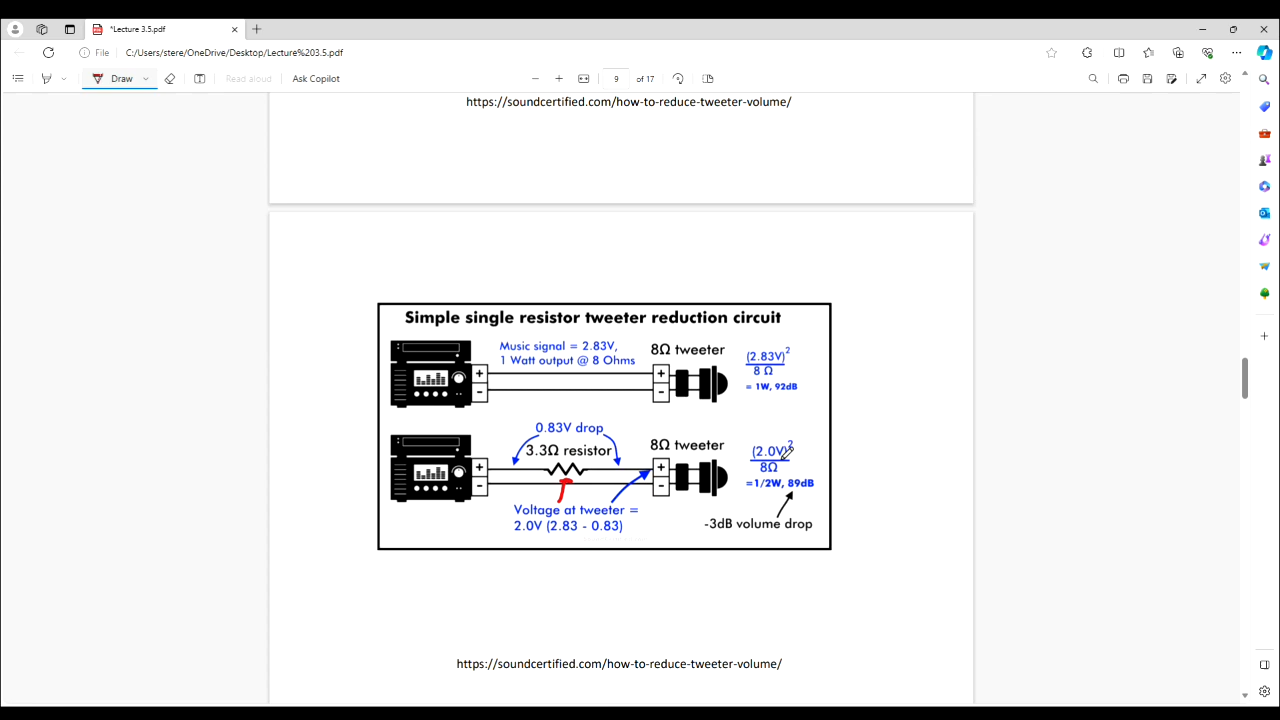 *Lecture 3.5.pdf
File
C:/Users/stere/OneDrive/Desktop/Lecture%203.5.pdf
Draw
Read aloud
Ask Copilot
9
of 17
https://soundcertified.com/how-to-reduce-tweeter-volume/
Simple single resistor tweeter reduction circuit
Music signal = 2.83V,
1 Watt output @ 8 Ohms
8Ω tweeter
(2.83V)²
8 Ω
= 1W, 92dB
+
-
+
-
0.83V drop
3.3Ω resistor
8Ω tweeter
(2.0V)²
8Ω
=1/2W, 89dB
+
-
+
-
Voltage at tweeter =
2.0V (2.83 - 0.83)
-3dB volume drop
https://soundcertified.com/how-to-reduce-tweeter-volume/